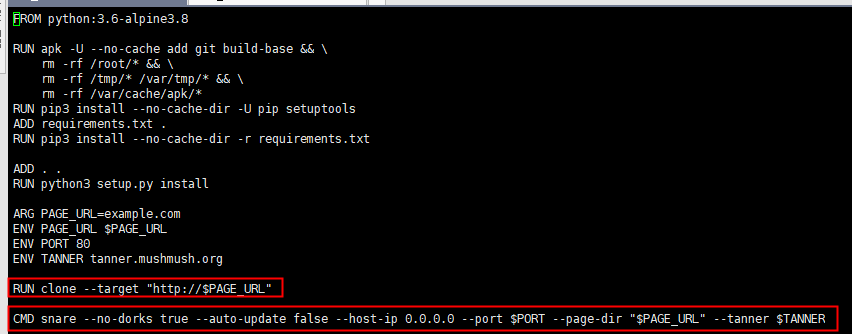 FROM python:3.6-alpine3.8
RUN apk -U --no-cache add git build-base && \
rm -rf /root/* && \
rm -rf /tmp/* /var/tmp/* && \
rm -rf /var/cache/apk/*
RUN pip3 install --no-cache-dir -U pip setuptools
ADD requirements.txt .
RUN pip3 install --no-cache-dir -r requirements.txt
ADD . .
RUN python3 setup.py install
ARG PAGE_URL=example.com
ENV PAGE_URL $PAGE_URL
ENV PORT 80
ENV TANNER tanner.mushmush.org
RUN clone --target "http://$PAGE_URL"
CMD snare --no-dorks true --auto-update false --host-ip 0.0.0.0 --port $PORT --page-dir "$PAGE_URL" --tanner $TANNER